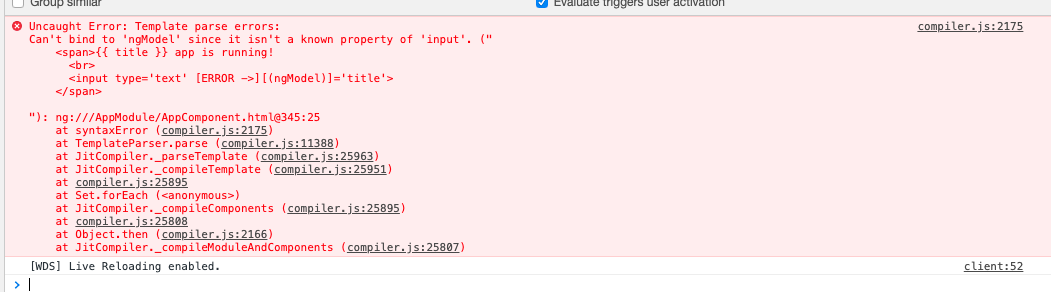 Group similar
Evaluate triggers user activation
Uncaught Error: Template parse errors: compiler.js:2175
Can't bind to 'ngModel' since it isn't a known property of 'input'. ("
<span>{{ title }} app is running!
<br>
<input type='text' [ERROR ->][(ngModel)]='title'>
</span>
"): ng:///AppModule/AppComponent.html@345:25
at syntaxError (compiler.js:2175)
at TemplateParser.parse (compiler.js:11388)
at JitCompiler._parseTemplate (compiler.js:25963)
at JitCompiler._compileTemplate (compiler.js:25951)
at compiler.js:25895
at Set.forEach (<anonymous>)
at JitCompiler._compileComponents (compiler.js:25895)
at compiler.js:25808
at Object.then (compiler.js:2166)
at JitCompiler._compileModuleAndComponents (compiler.js:25807)
[WDS] Live Reloading enabled. client:52